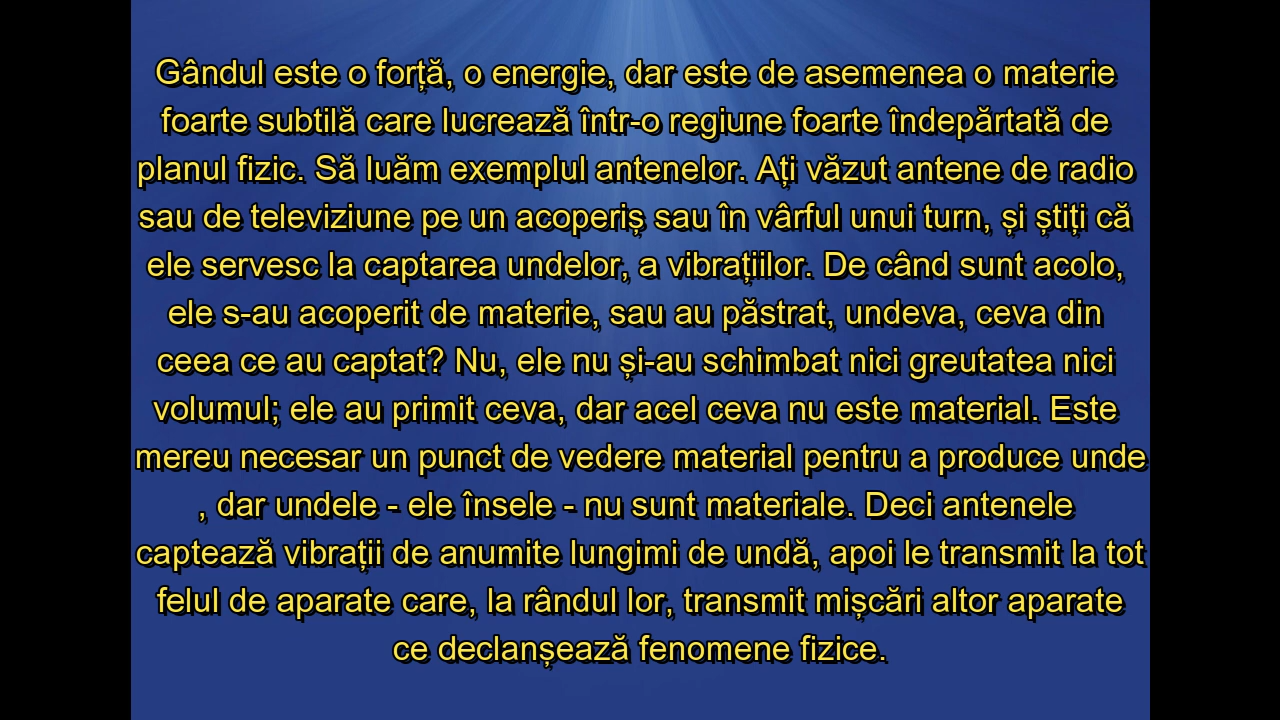 Gândul este o forță, o energie, dar este de asemenea o materie
foarte subtilă care lucrează într-o regiune foarte îndepărtată de
planul fizic. Să luăm exemplul antenelor. Ați văzut antene de radio
sau de televiziune pe un acoperiș sau în vârful unui turn, și știți că
ele servesc la captarea undelor, a vibrațiilor. De când sunt acolo,
ele s-au acoperit de materie, sau au păstrat, undeva, ceva din
ceea ce au captat? Nu, ele nu și-au schimbat nici greutatea nici
volumul; ele au primit ceva, dar acel ceva nu este material. Este
mereu necesar un punct de vedere material pentru a produce unde
, dar undele - ele însele - nu sunt materiale. Deci antenele
captează vibrații de anumite lungimi de undă, apoi le transmit la tot
felul de aparate care, la rândul lor, transmit mișcări altor aparate
ce declanșează fenomene fizice.